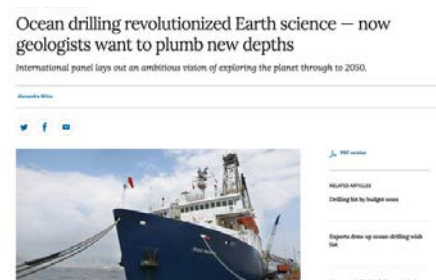 Ocean drilling revolutionized Earth science — now
geologists want to plumb new depths
International panel lays out an ambitious vision of exploring the planet through to 2050.
Alexandra Witze
PDF version
RELATED ARTICLES
Drilling hit by budget woes
Experts draw up ocean-drilling wish
list